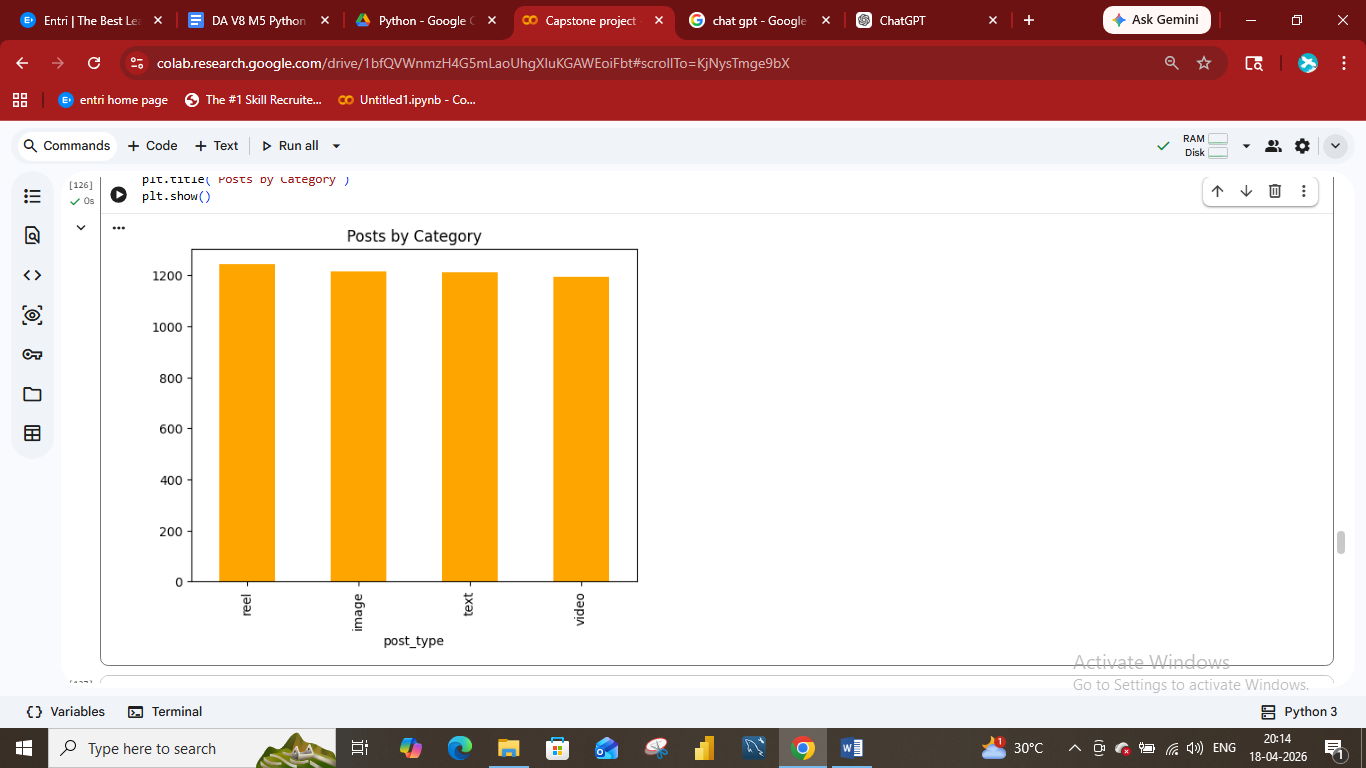 Entri | The Best Le
DA V8 M5 Python
Python - Google C
Capstone project -
chat gpt - Google
ChatGPT
Ask Gemini
colab.research.google.com/drive/1bfQVWnmzH4G5mLaoUhgXluKGAWEoiFbt#scrollTo=KjNysTmge9bX
entri home page
The #1 Skill Recruite...
Untitled1.ipynb - Co...
Commands
+ Code
+ Text
Run all
RAM
Disk
[126]
0s
plt.title('Posts by Category')
plt.show()
Posts by Category
1200
1000
800
600
400
200
0
reel
image
text
video
post_type
Activate Windows
Go to Settings to activate Windows.
Variables
Terminal
Python 3
Type here to search
1
30°C
ENG
20:14
18-04-2026
1